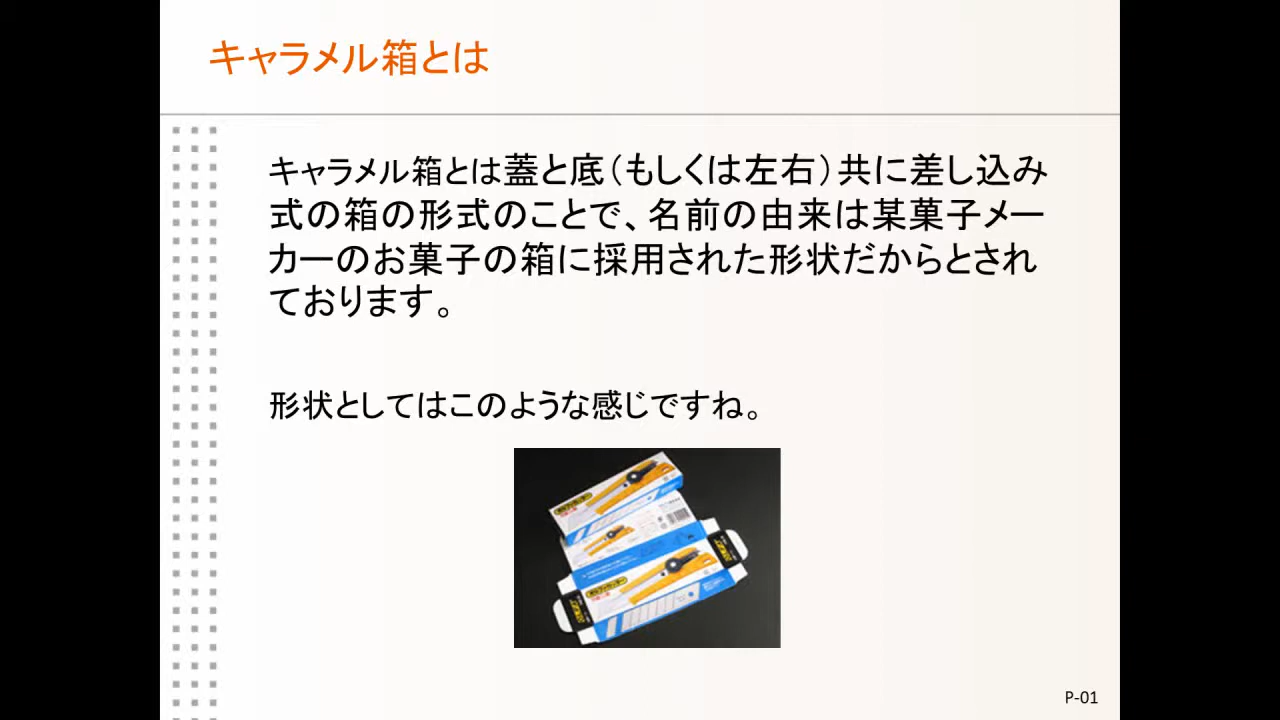 キャラメル箱とは
キャラメル箱とは蓋と底（もしくは左右）共に差し込み
式の箱の形式のことで、名前の由来は某菓子メー
カーのお菓子の箱に採用された形状だからとされ
ております。
形状としてはこのような感じですね。
P-01